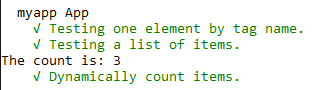 myapp App
√ Testing one element by tag name.
√ Testing a list of items.
The count is: 3
√ Dynamically count items.